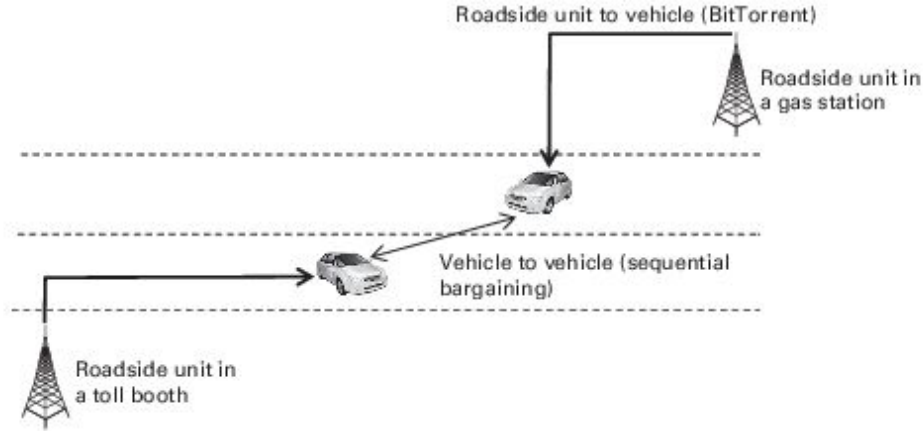 Roadside unit to vehicle (BitTorrent)
Roadside unit in
a gas station
Vehicle to vehicle (sequential
bargaining)
Roadside unit in
a toll booth